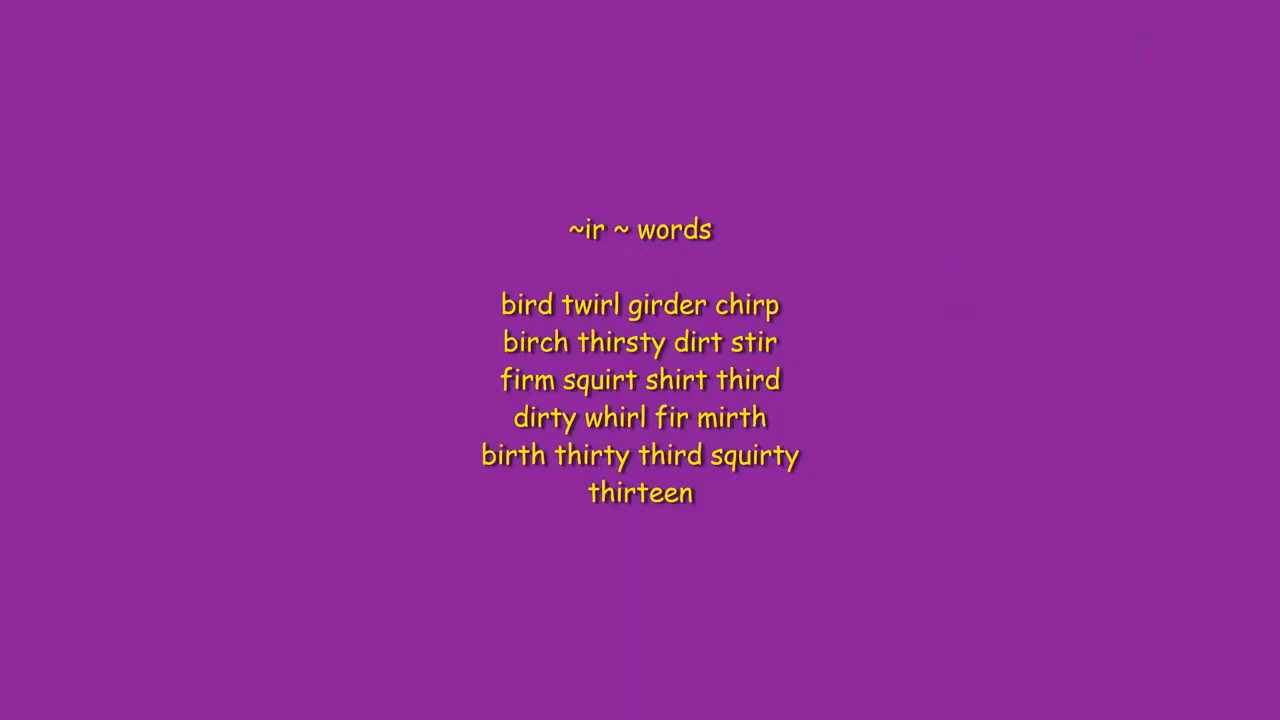 ~ir ~ words
bird twirl girder chirp
birch thirsty dirt stir
firm squirt shirt third
dirty whirl fir mirth
birth thirty third squirty
thirteen